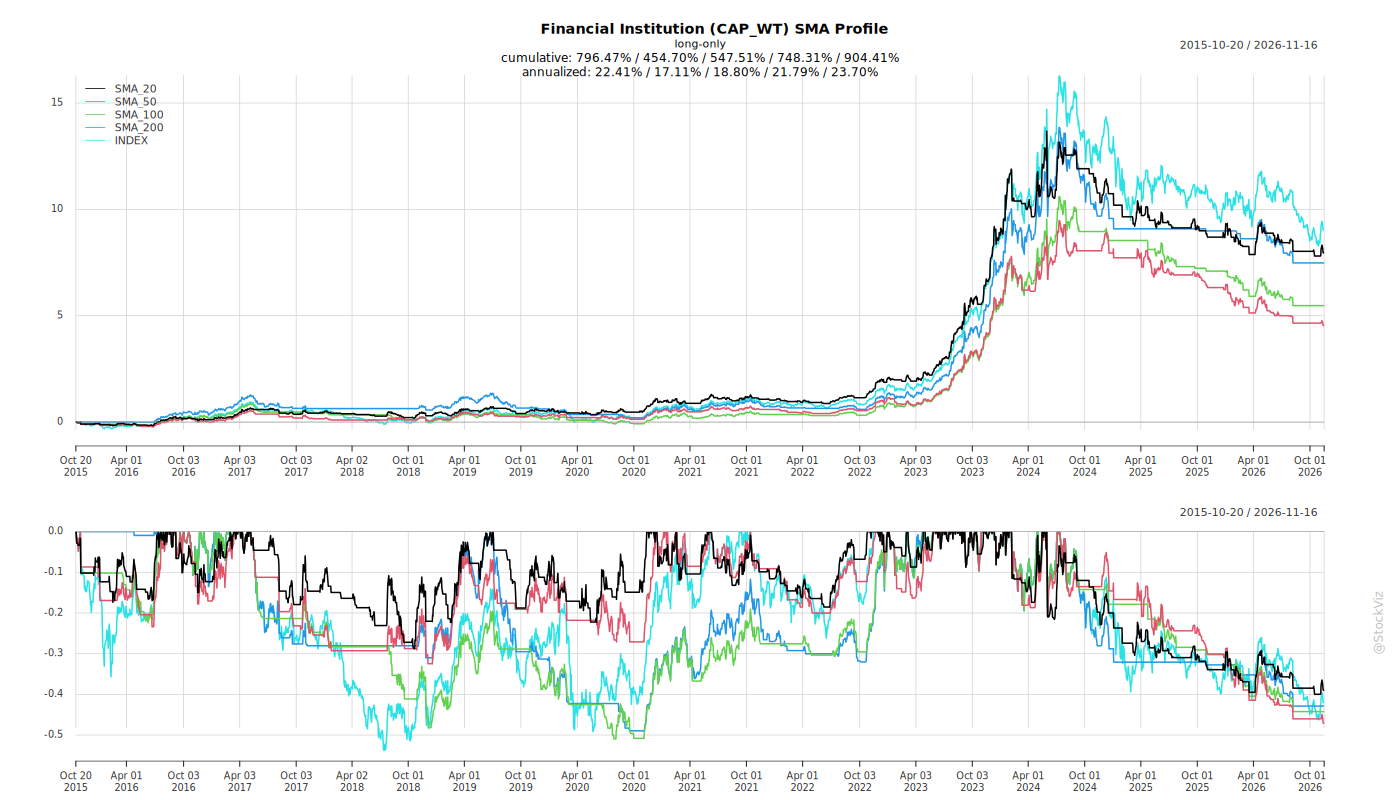 Financial Institution (CAP_WT) SMA Profile
long-only
cumulative: 796.47% / 454.70% / 547.51% / 748.31% / 904.41%
annualized: 22.41% / 17.11% / 18.80% / 21.79% / 23.70%
2015-10-20 / 2026-11-16
SMA_20
SMA_50
SMA_100
SMA_200
INDEX
15
10
5
0
Oct 20 Apr 01 Oct 03 Apr 03 Oct 03 Apr 02 Oct 01 Apr 01 Oct 01 Apr 01 Oct 01 Apr 01 Oct 01 Apr 01 Oct 03 Apr 03 Oct 03 Apr 01 Oct 01 Apr 01 Oct 01 Apr 01 Oct 01
2015 2016 2016 2017 2017 2018 2018 2019 2019 2020 2020 2021 2021 2022 2022 2023 2023 2024 2024 2025 2025 2026 2026
2015-10-20 / 2026-11-16
0.0
-0.1
-0.2
-0.3
-0.4
-0.5
Oct 20 Apr 01 Oct 03 Apr 03 Oct 03 Apr 02 Oct 01 Apr 01 Oct 01 Apr 01 Oct 01 Apr 01 Oct 01 Apr 01 Oct 03 Apr 03 Oct 03 Apr 01 Oct 01 Apr 01 Oct 01 Apr 01 Oct 01
2015 2016 2016 2017 2017 2018 2018 2019 2019 2020 2020 2021 2021 2022 2022 2023 2023 2024 2024 2025 2025 2026 2026
@StockViz